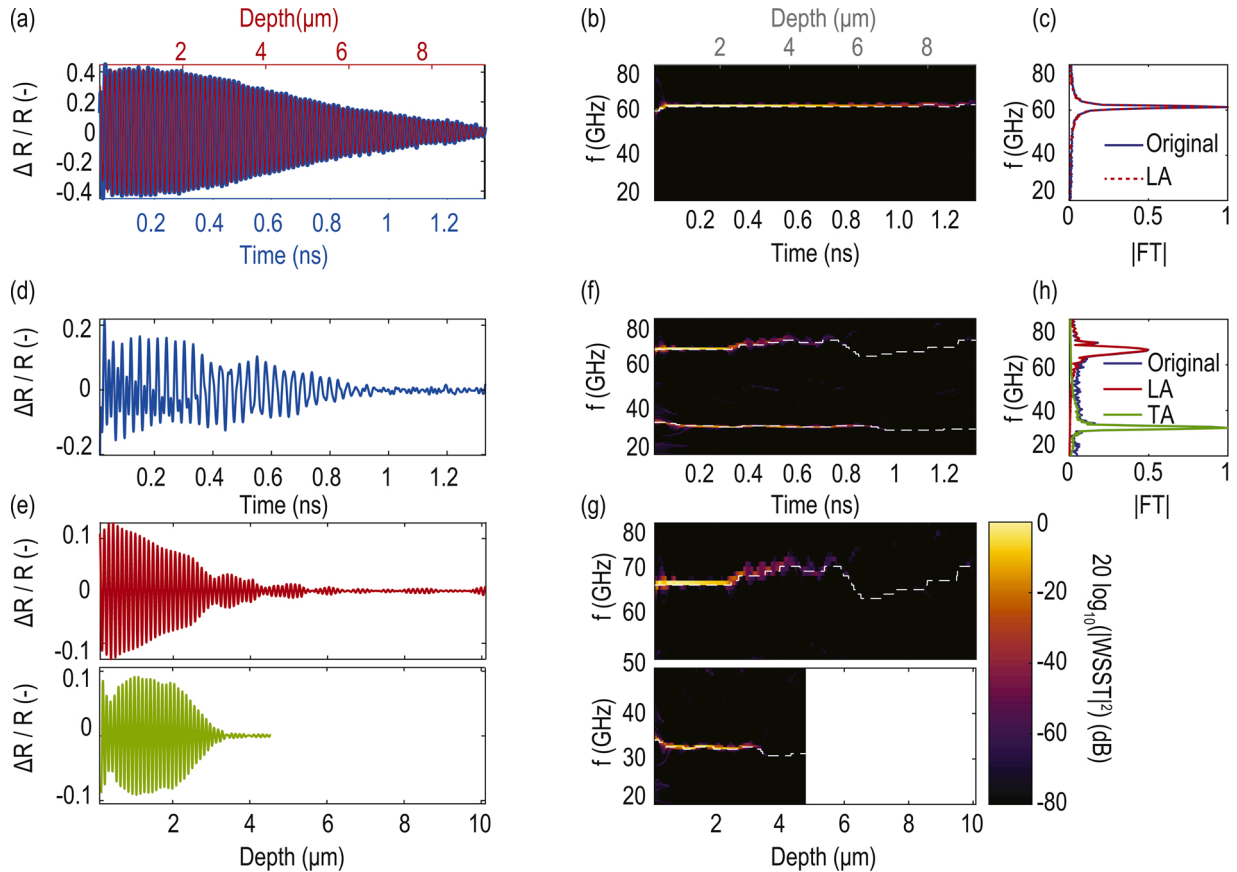 (a)
Depth(µm)
2 4 6 8
0.4
0.2
0
-0.2
-0.4
Δ R / R (-)
0.2 0.4 0.6 0.8 1 1.2
Time (ns)
(b)
Depth (µm)
2 4 6 8
80
60
40
20
f (GHz)
0.2 0.4 0.6 0.8 1.0 1.2
Time (ns)
(c)
80
60
40
20
f (GHz)
Original
LA
0 0.5 1
|FT|
(d)
0.2
0
-0.2
ΔR / R (-)
0.2 0.4 0.6 0.8 1 1.2
Time (ns)
(f)
80
60
40
20
f (GHz)
0.2 0.4 0.6 0.8 1 1.2
Time (ns)
(h)
80
60
40
20
f (GHz)
Original
LA
TA
0 0.5 1
|FT|
(e)
0.1
0
-0.1
ΔR / R (-)
2 4 6 8 10
0.1
0
-0.1
ΔR / R (-)
2 4 6 8 10
Depth (µm)
(g)
80
70
60
50
f (GHz)
40
30
20
f (GHz)
2 4 6 8 10
Depth (µm)
0
-20
-40
-60
-80
20 log10(|WSST|²) (dB)